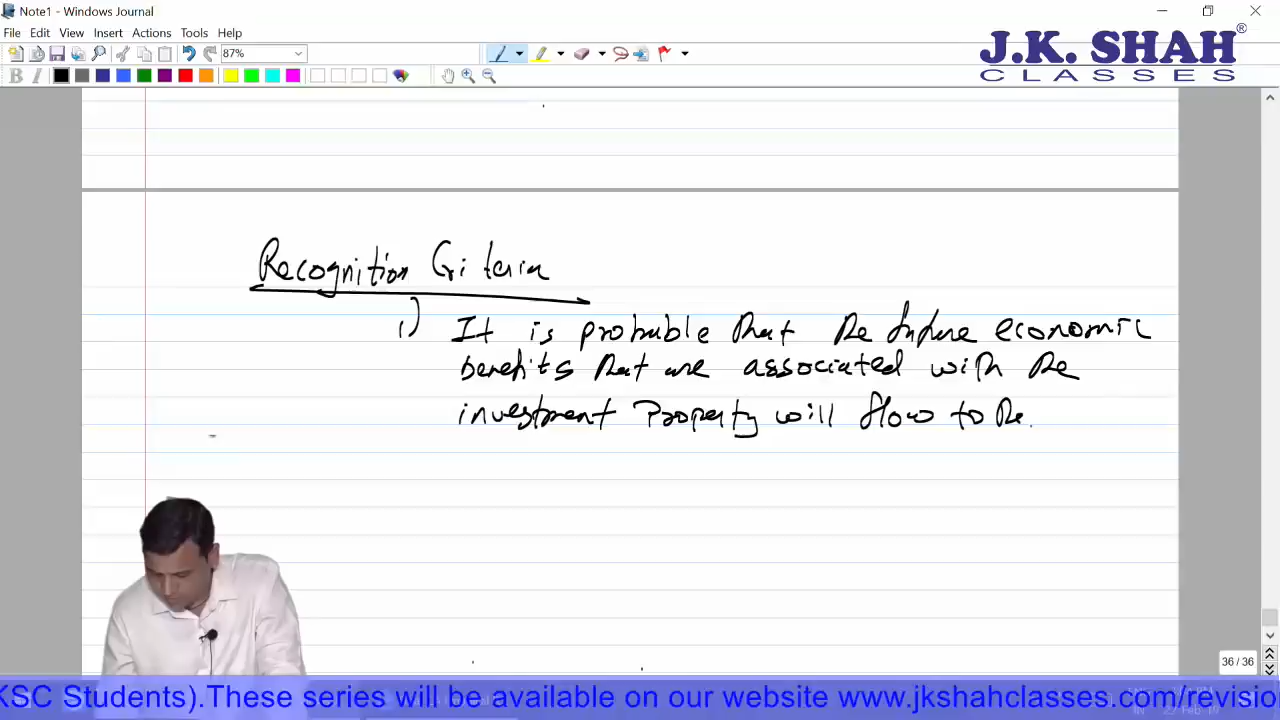 Note1 - Windows Journal
File Edit View Insert Actions Tools Help
87%
B I
J.K. SHAH ®
CLASSES
Recognition Criteria
1) It is probable that the future economic
benefits that are associated with the
investment Property will flow to the
36 / 36
KSC Students).These series will be available on our website www.jkshahclasses.com/revisio